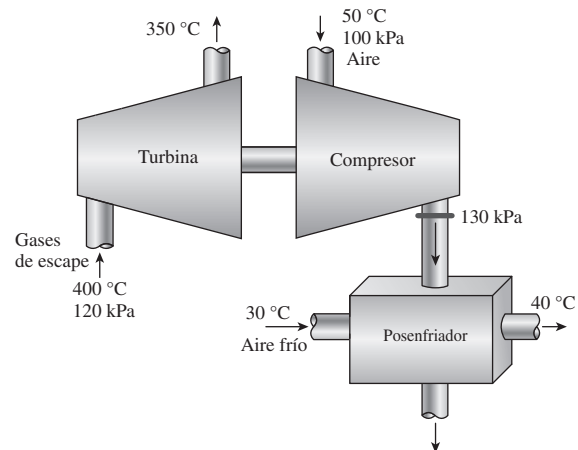 350 °C
50 °C
100 kPa
Aire
Turbina
Compresor
130 kPa
Gases
de escape
400 °C
120 kPa
30 °C
Aire frío
Posenfriador
40 °C